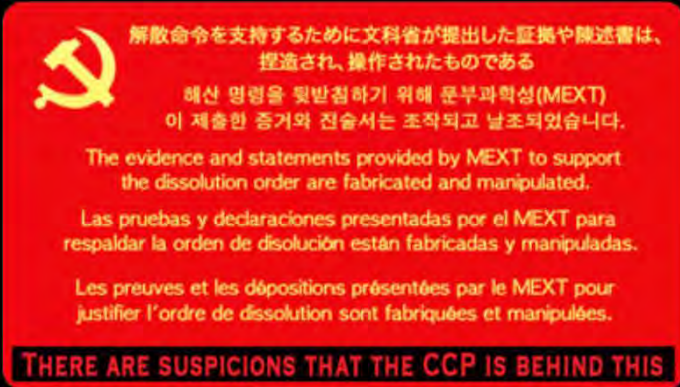 解散命令を支持するために文科省が提出した証拠や陳述書は、
捏造され、操作されたものである
해산 명령을 뒷받침하기 위해 문부과학성(MEXT)
이 제출한 증거와 진술서는 조작되고 날조되었습니다.
The evidence and statements provided by MEXT to support
the dissolution order are fabricated and manipulated.
Las pruebas y declaraciones presentadas por el MEXT para
respaldar la orden de disolución están fabricadas y manipuladas.
Les preuves et les dépositions présentées par le MEXT pour
justifier l'ordre de dissolution sont fabriquées et manipulées.
THERE ARE SUSPICIONS THAT THE CCP IS BEHIND THIS